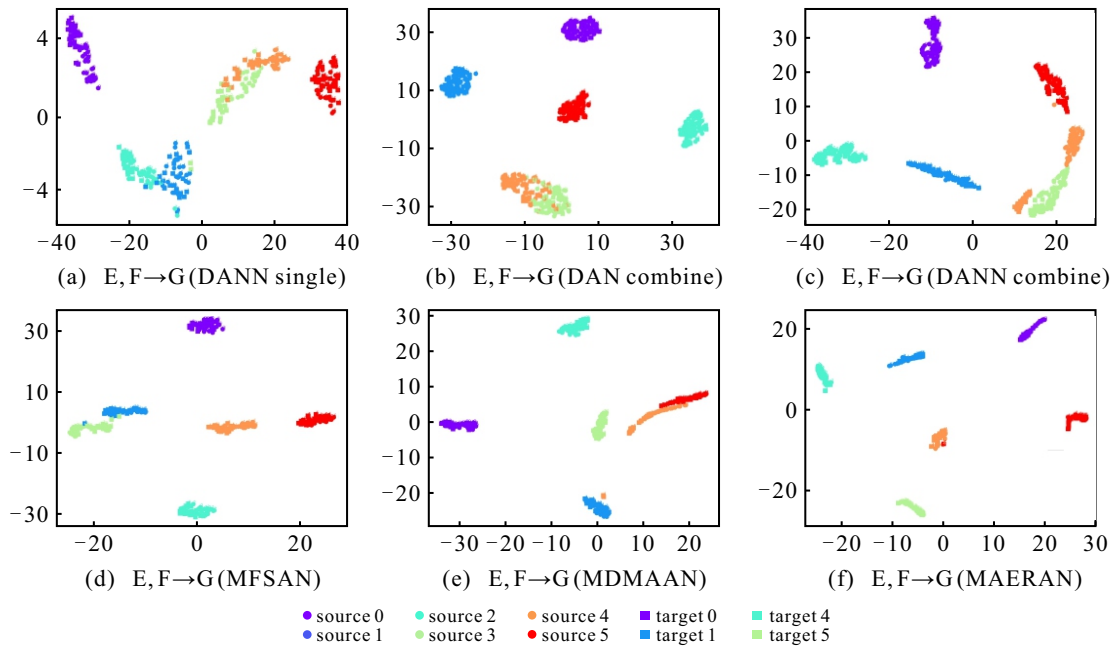 4
0
−4
−40 −20 0 20 40
(a) E, F→G (DANN single)
30
10
−10
−30
−30 0 30
(b) E, F→G (DAN combine)
30
20
10
0
−10
−20
−40 −20 0 20
(c) E, F→G (DANN combine)
30
10
−10
−30
−20 0 20
(d) E, F→G (MFSAN)
30
20
10
0
−10
−20
−30 −20 −10 −10 0 10 20
(e) E, F→G (MDMAAN)
20
0
−20
−20 −10 0 10 20 30
(f) E, F→G (MAERAN)
source 0 source 2 source 4 target 0 target 4
source 1 source 3 source 5 target 1 target 5